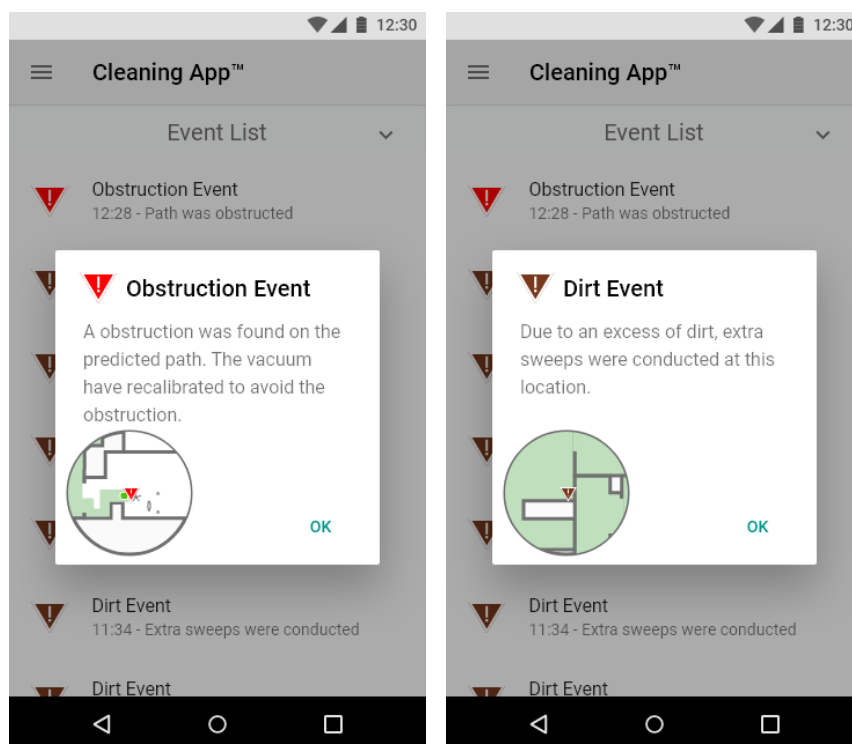 12:30
Cleaning App™
Event List
Obstruction Event
12:28 - Path was obstructed
Obstruction Event
A obstruction was found on the
predicted path. The vacuum
have recalibrated to avoid the
obstruction.
OK
Dirt Event
11:34 - Extra sweeps were conducted
Dirt Event
12:30
Cleaning App™
Event List
Obstruction Event
12:28 - Path was obstructed
Dirt Event
Due to an excess of dirt, extra
sweeps were conducted at this
location.
OK
Dirt Event
11:34 - Extra sweeps were conducted
Dirt Event